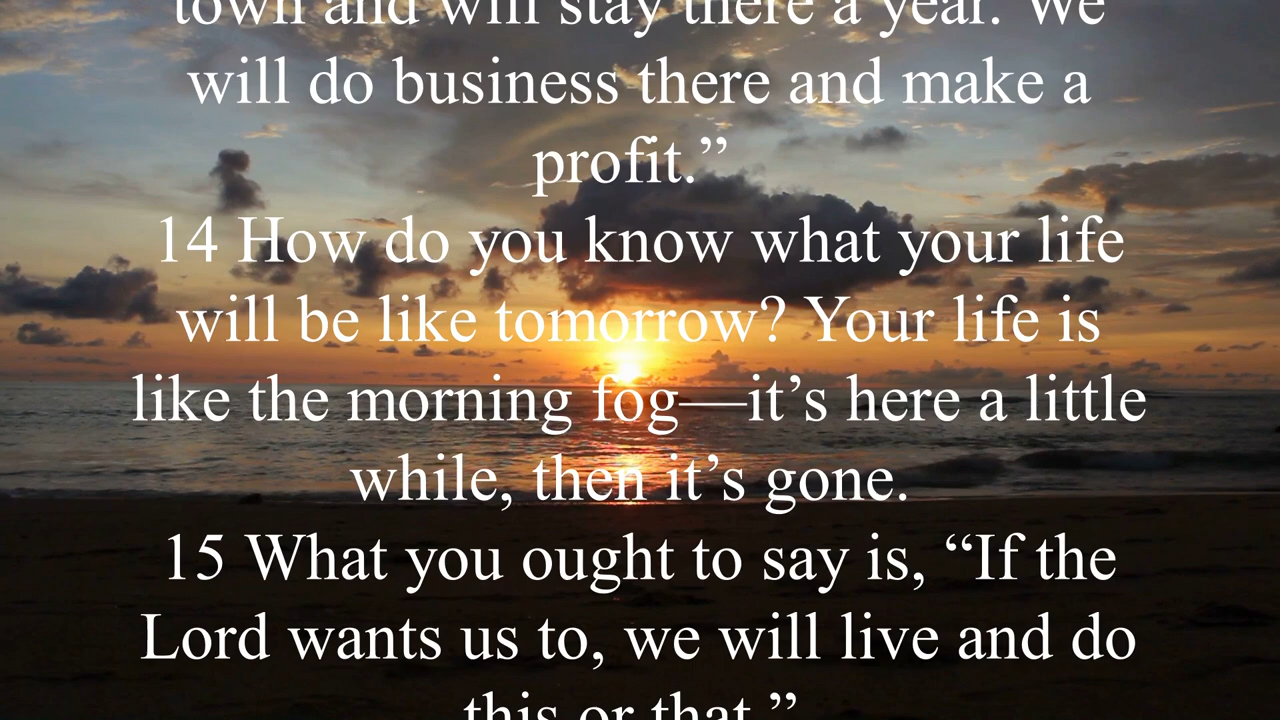 town and will stay there a year. We
will do business there and make a
profit.”
14 How do you know what your life
will be like tomorrow? Your life is
like the morning fog—it’s here a little
while, then it’s gone.
15 What you ought to say is, “If the
Lord wants us to, we will live and do
this or that.”